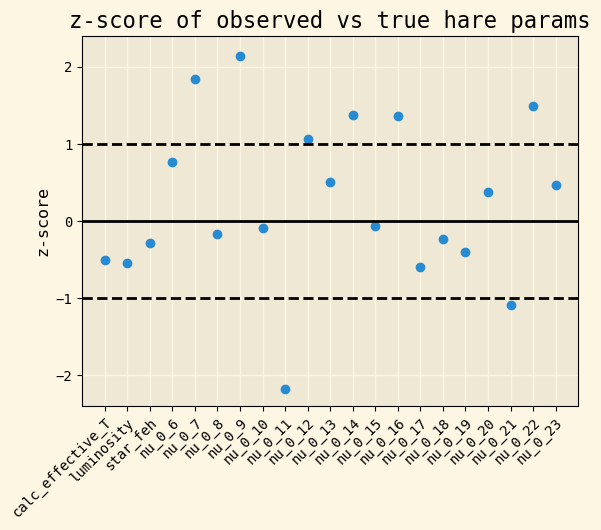 z-score of observed vs true hare params
z-score
2
1
0
−1
−2
calc_effective_T
luminosity
star_feh
nu_0_6
nu_0_7
nu_0_8
nu_0_9
nu_0_10
nu_0_11
nu_0_12
nu_0_13
nu_0_14
nu_0_15
nu_0_16
nu_0_17
nu_0_18
nu_0_19
nu_0_20
nu_0_21
nu_0_22
nu_0_23